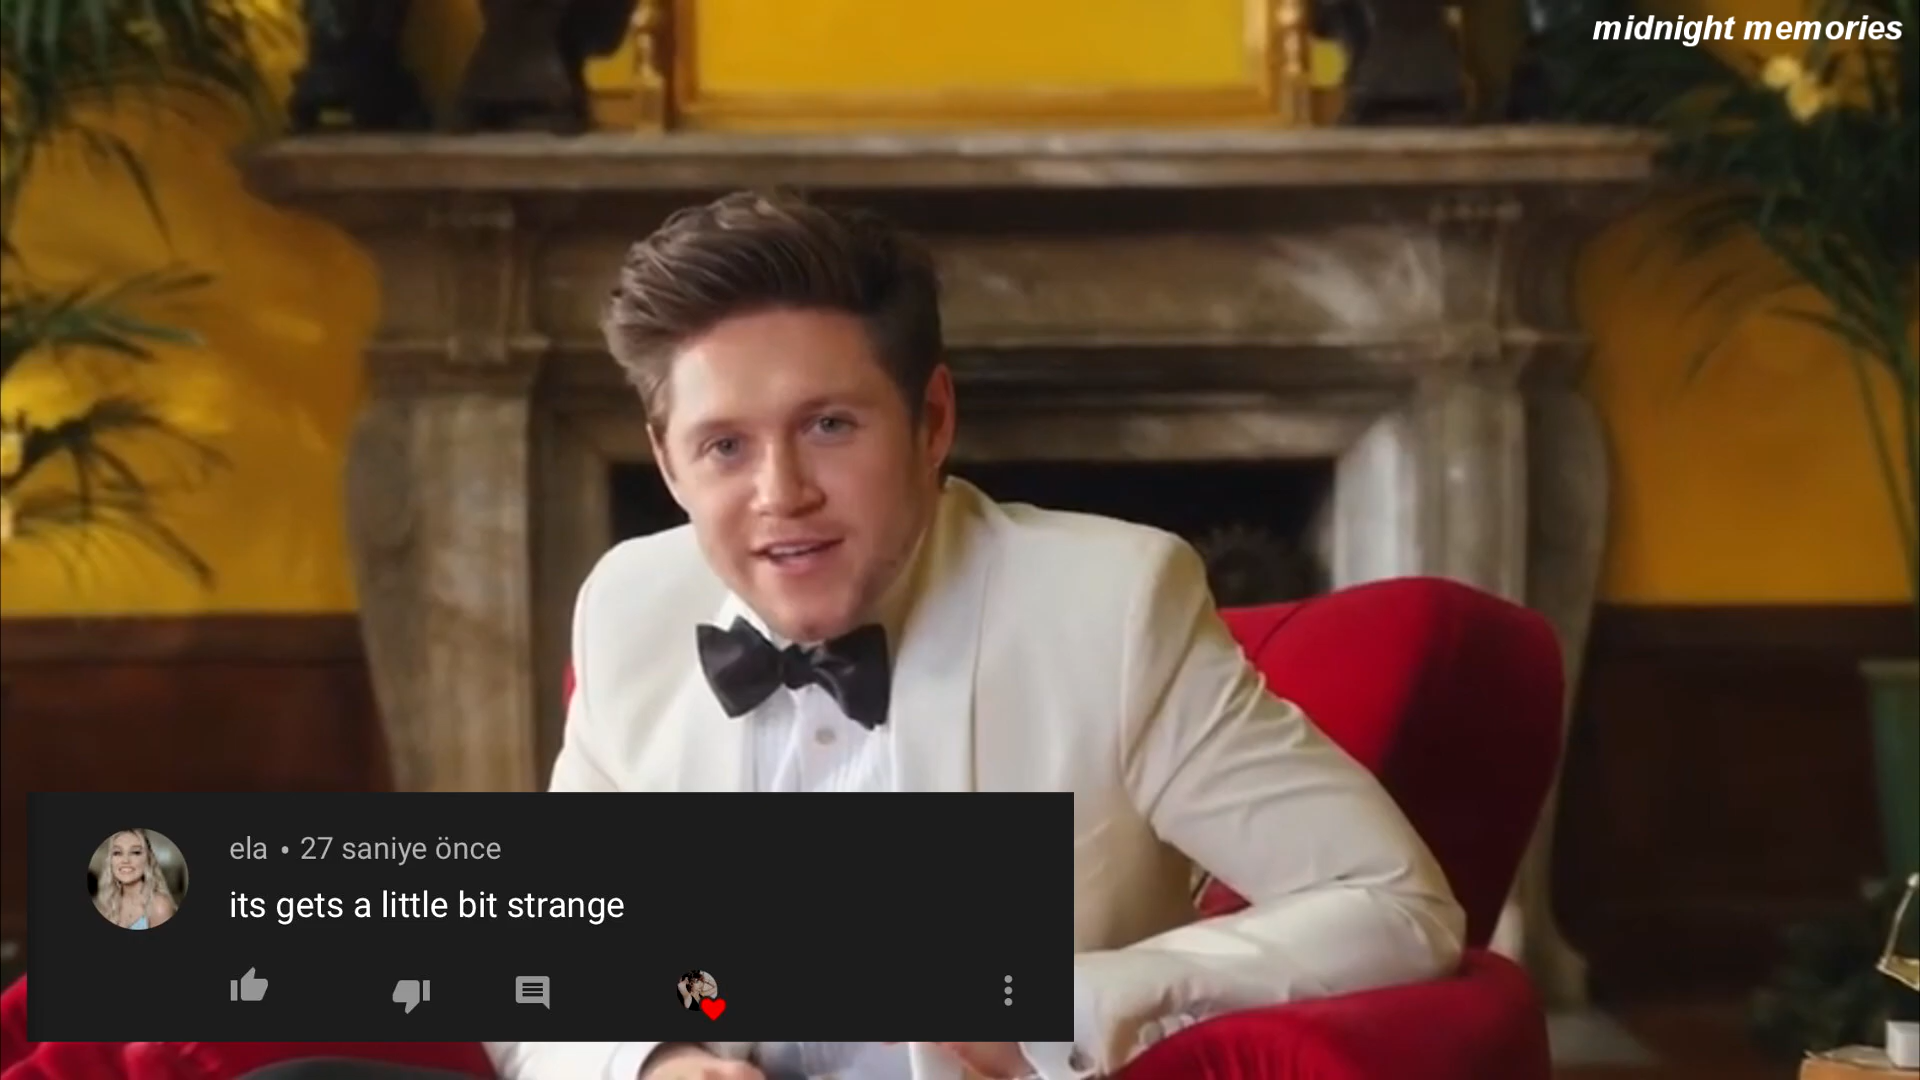 midnight memories
ela • 27 saniye önce
its gets a little bit strange